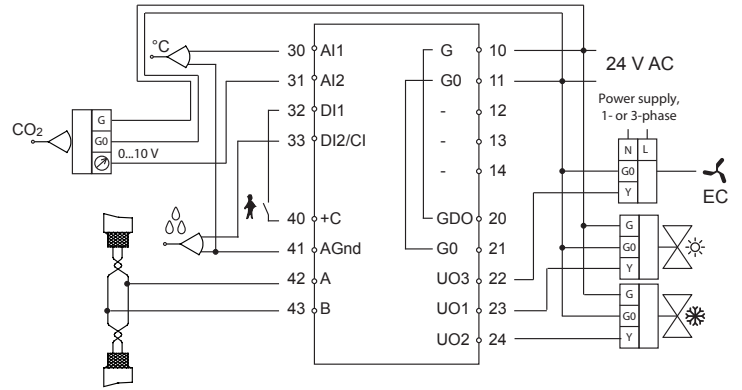 °C
30 AI1 G 10
31 AI2 G0 11
24 V AC
32 DI1 - 12
33 DI2/CI - 13
- 14
Power supply,
1- or 3-phase
N L
G0
Y
EC
CO2
G
G0
0...10 V
40 +C GDO 20
41 AGnd G0 21
42 A UO3 22
43 B UO1 23
UO2 24
G
G0
Y
G
G0
Y